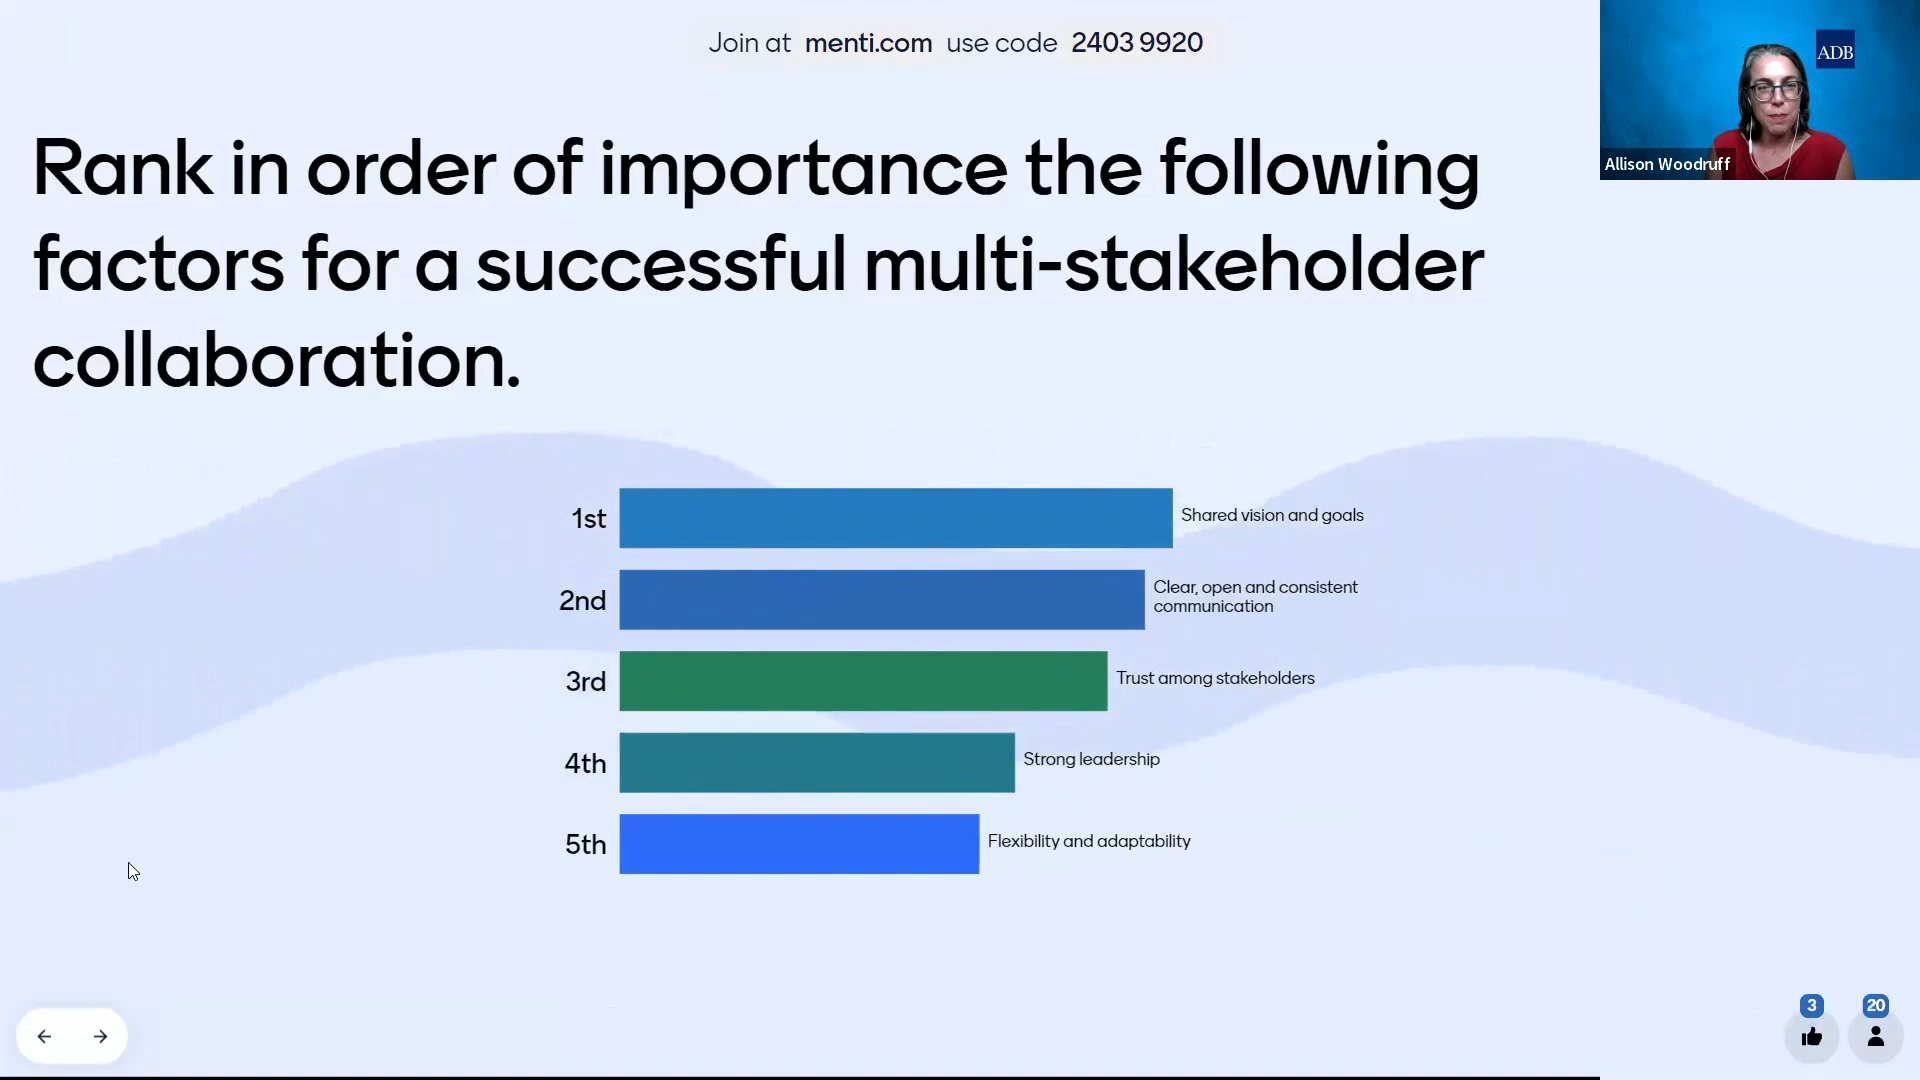 Join at menti.com use code 2403 9920
ADB
Allison Woodruff
Rank in order of importance the following
factors for a successful multi-stakeholder
collaboration.
1st
Shared vision and goals
2nd
Clear, open and consistent
communication
3rd
Trust among stakeholders
4th
Strong leadership
5th
Flexibility and adaptability
3
20